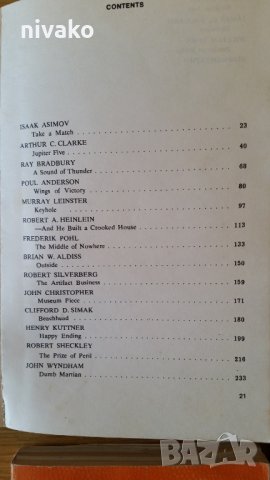 nivako
CONTENTS
ISAAK ASIMOV
Take a Match . . . . . . . . . . . . . . . 23
ARTHUR C. CLARKE
Jupiter Five . . . . . . . . . . . . . . . 40
RAY BRADBURY
A Sound of Thunder . . . . . . . . . . . . 68
POUL ANDERSON
Wings of Victory . . . . . . . . . . . . . 80
MURRAY LEINSTER
Keyhole . . . . . . . . . . . . . . . . . 97
ROBERT A. HEINLEIN
—And He Built a Crooked House . . . . . . 113
FREDERIK POHL
The Middle of Nowhere . . . . . . . . . . 133
BRIAN W. ALDISS
Outside . . . . . . . . . . . . . . . . . 150
ROBERT SILVERBERG
The Artifact Business . . . . . . . . . . 159
JOHN CHRISTOPHER
Museum Piece . . . . . . . . . . . . . . . 171
CLIFFORD D. SIMAK
Beachhead . . . . . . . . . . . . . . . . 180
HENRY KUTTNER
Happy Ending . . . . . . . . . . . . . . . 199
ROBERT SHECKLEY
The Prize of Peril . . . . . . . . . . . . 216
JOHN WYNDHAM
Dumb Martian . . . . . . . . . . . . . . . 233
21
bazar